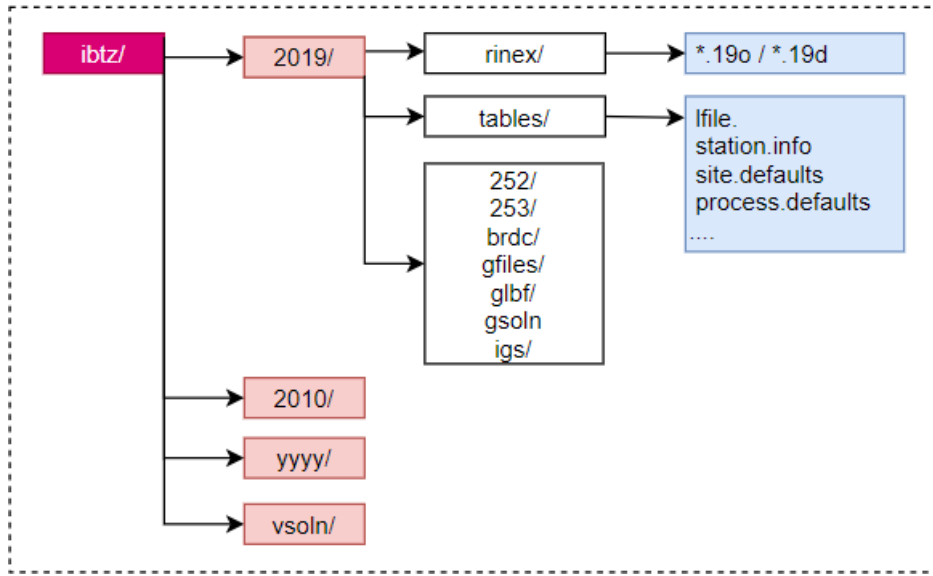 ibtz/
2019/
rinex/
*.19o / *.19d
tables/
lfile.
station.info
site.defaults
process.defaults
....
252/
253/
brdc/
gfiles/
glbf/
gsoln
igs/
2010/
yyyy/
vsoln/